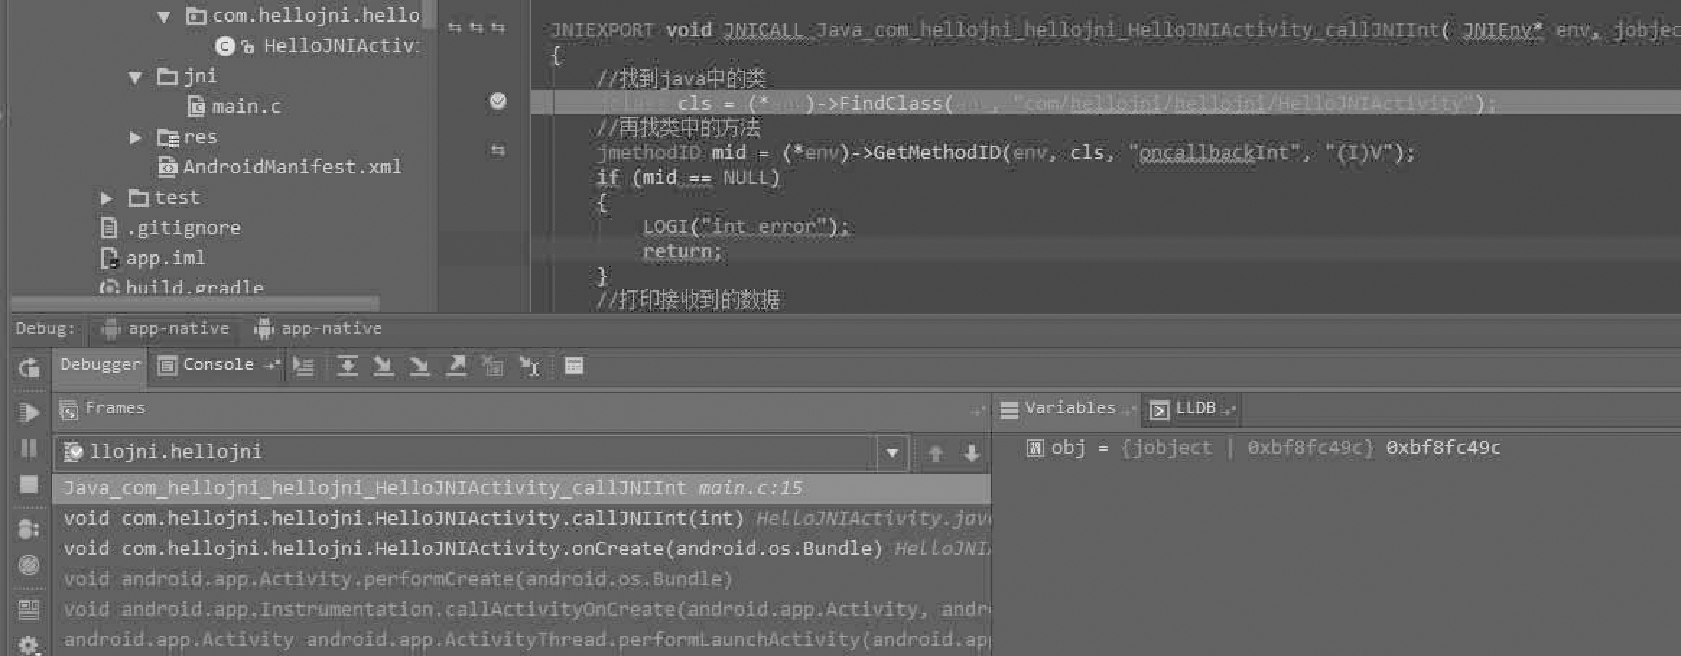 com.hellojni.hello
HelloJNIActiv
jni
main.c
res
AndroidManifest.xml
test
.gitignore
app.iml
build.gradle
JNIEXPORT void JNICALL Java_com_hellojni_hellojni_HelloJNIActivity_callJNIInt( JNIEnv* env, jobjec
{
//找到java中的类
cls = (*env)->FindClass(env, "com/hellojni/hellojni/HelloJNIActivity");
//再找类中的方法
jmethodID mid = (*env)->GetMethodID(env, cls, "oncallbackInt", "(I)V");
if (mid == NULL)
{
LOGI("int error");
return;
}
//打印接收到的数据
Debug: app-native app-native
Debugger Console
Frames
Variables LLDB
llojni.hellojni
obj = {jobject | 0xbf8fc49c} 0xbf8fc49c
Java_com_hellojni_hellojni_HelloJNIActivity_callJNIInt main.c:15
void com.hellojni.hellojni.HelloJNIActivity.callJNIInt(int) HelloJNIActivity.jav
void com.hellojni.hellojni.HelloJNIActivity.onCreate(android.os.Bundle) HelloJNI
void android.app.Activity.performCreate(android.os.Bundle)
void android.app.Instrumentation.callActivityOnCreate(android.app.Activity, andr
android.app.Activity android.app.ActivityThread.performLaunchActivity(android.ap